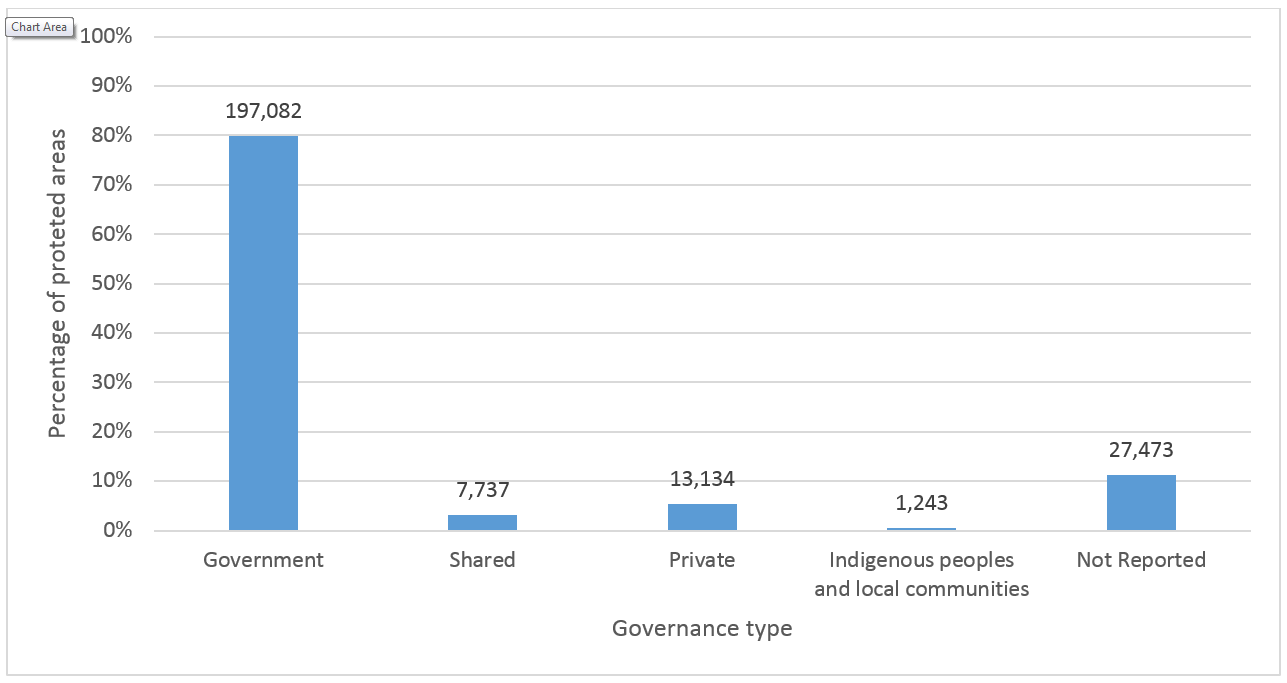 Chart Area
100%
90%
80%
70%
60%
50%
40%
30%
20%
10%
0%
Percentage of proteted areas
197,082
7,737
13,134
1,243
27,473
Government
Shared
Private
Indigenous peoples
and local communities
Not Reported
Governance type